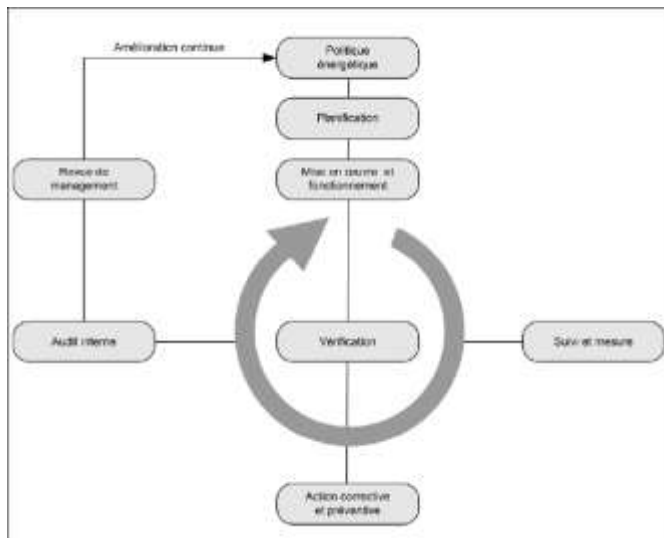 Amélioration continue
Politique
énergétique
Planification
Revue de
management
Mise en œuvre et
fonctionnement
Audit interne
Vérification
Suivi et mesure
Action corrective
et préventive